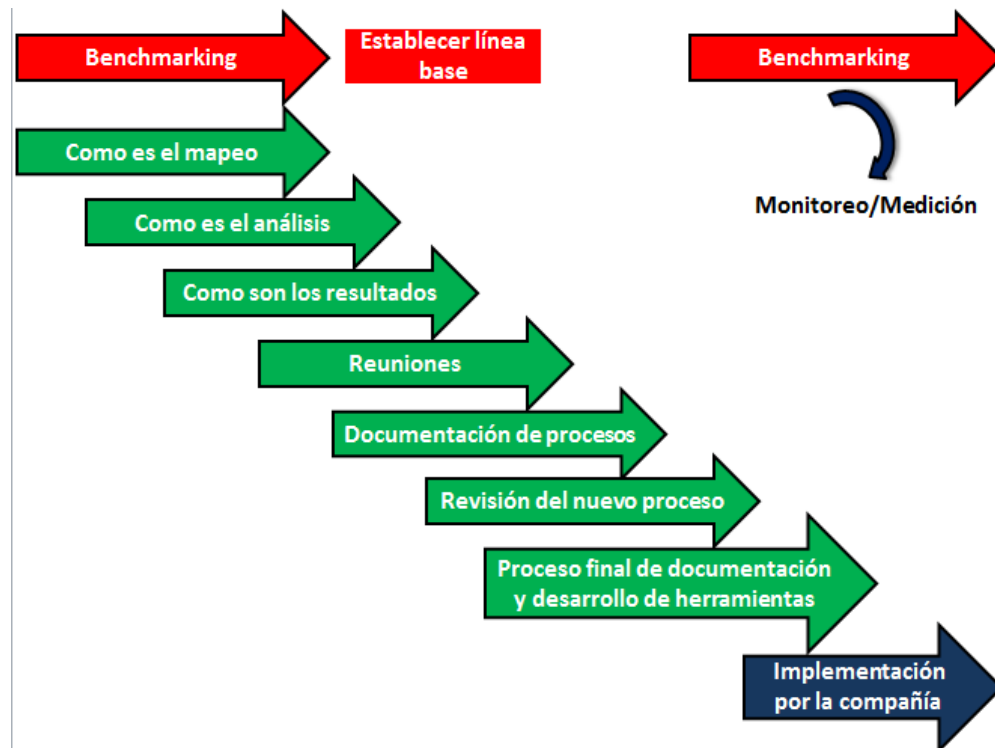 Benchmarking
Establecer línea
base
Benchmarking
Como es el mapeo
Monitoreo/Medición
Como es el análisis
Como son los resultados
Reuniones
Documentación de procesos
Revisión del nuevo proceso
Proceso final de documentación
y desarrollo de herramientas
Implementación
por la compañía